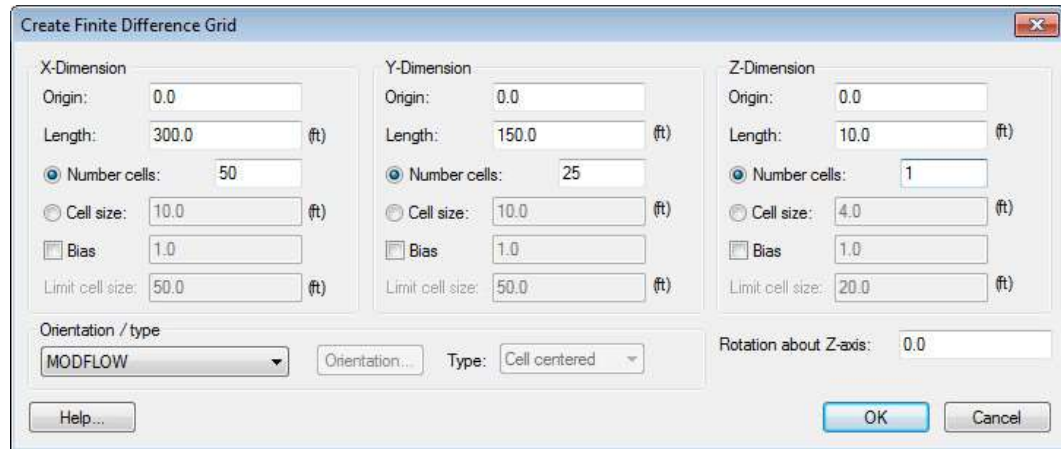 Create Finite Difference Grid
X-Dimension
Origin: 0.0
Length: 300.0 (ft)
Number cells: 50
Cell size: 10.0 (ft)
Bias 1.0
Limit cell size: 50.0 (ft)
Y-Dimension
Origin: 0.0
Length: 150.0 (ft)
Number cells: 25
Cell size: 10.0 (ft)
Bias 1.0
Limit cell size: 50.0 (ft)
Z-Dimension
Origin: 0.0
Length: 10.0 (ft)
Number cells: 1
Cell size: 4.0 (ft)
Bias 1.0
Limit cell size: 20.0 (ft)
Orientation / type
MODFLOW Orientation... Type: Cell centered
Rotation about Z-axis: 0.0
Help... OK Cancel